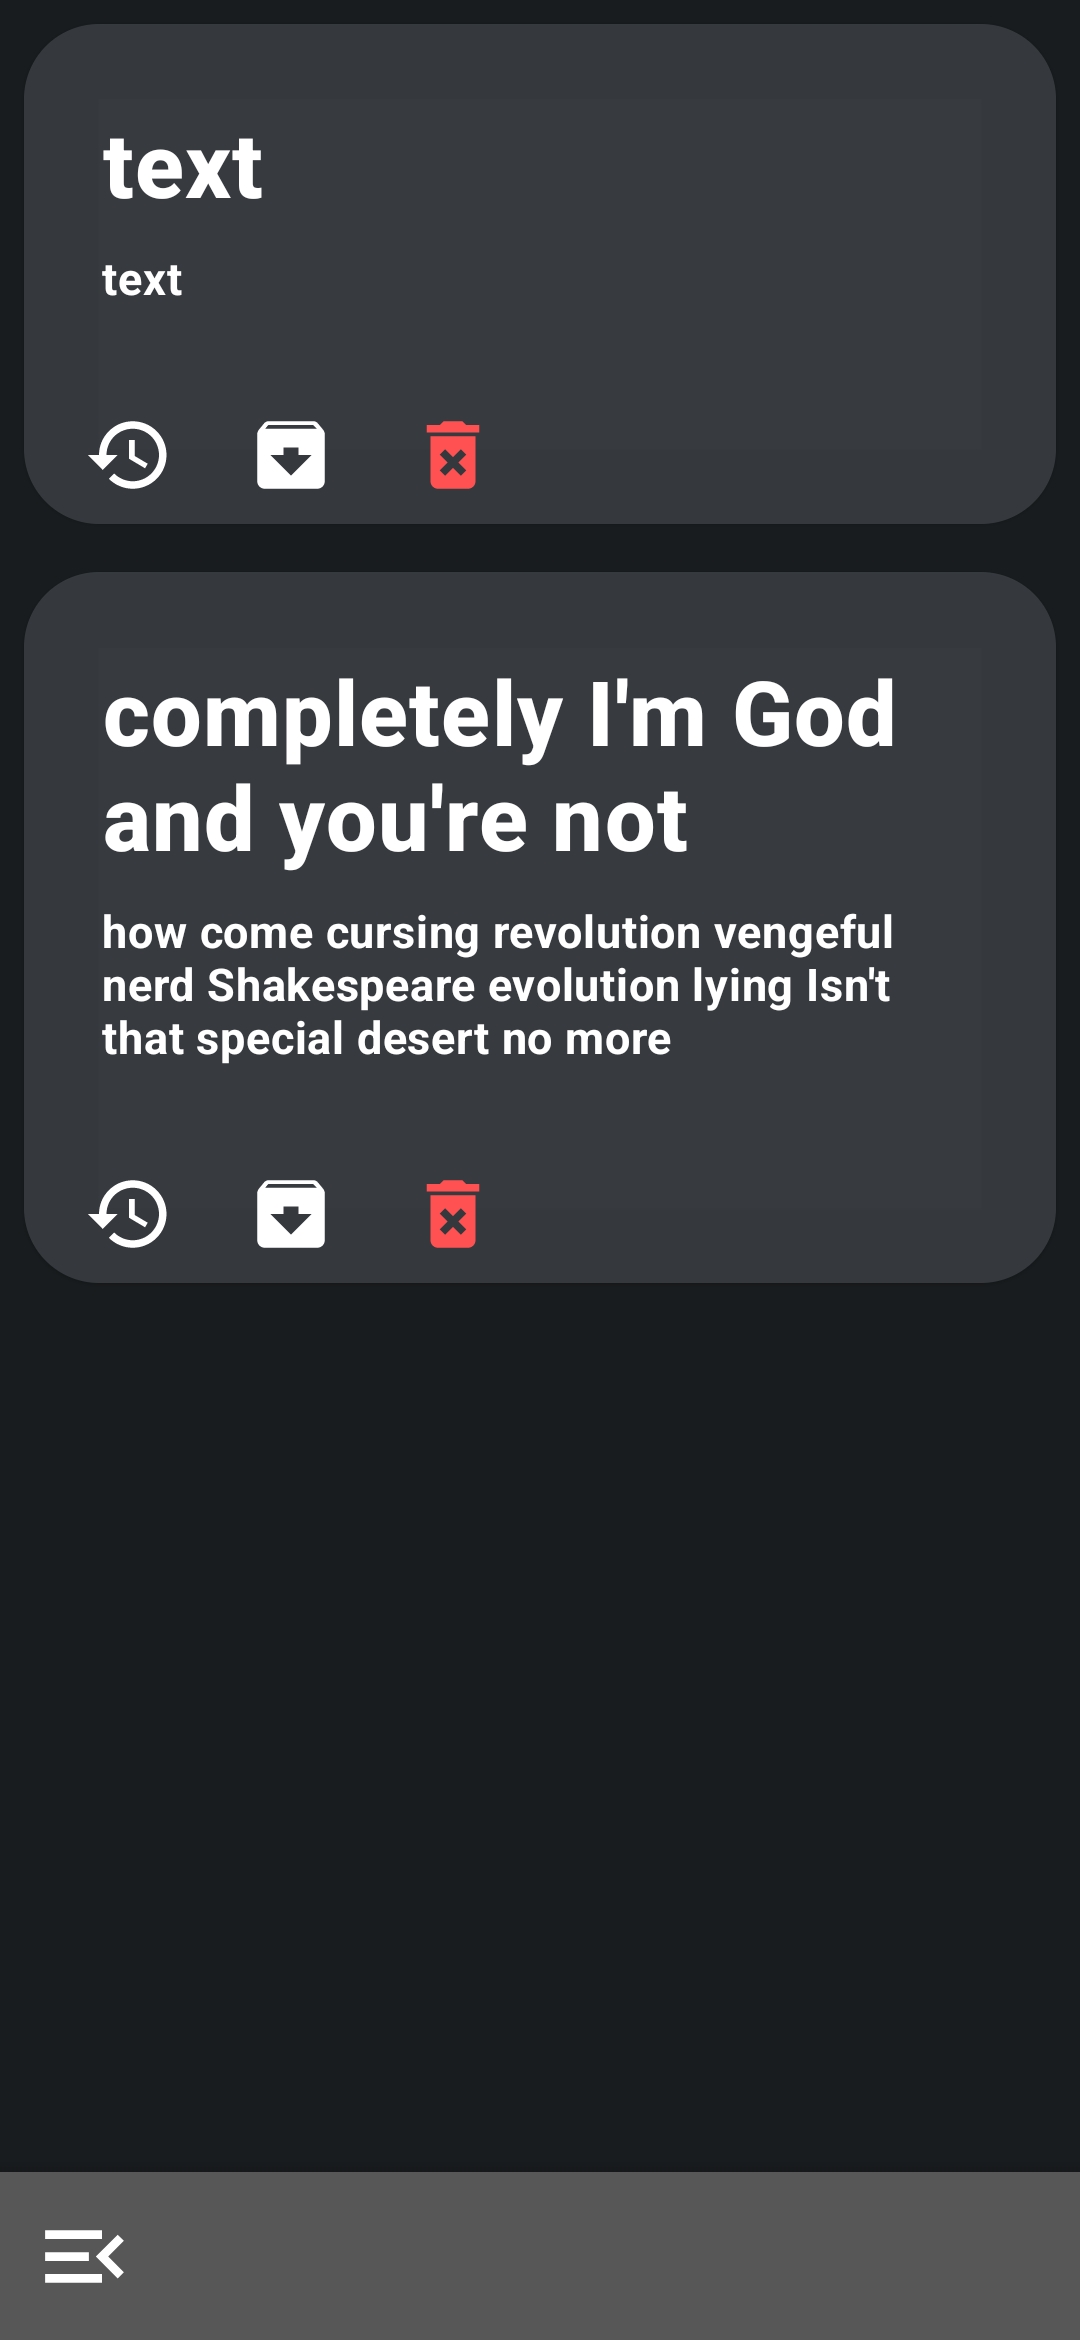 text
text
completely I'm God
and you're not
how come cursing revolution vengeful
nerd Shakespeare evolution lying Isn't
that special desert no more